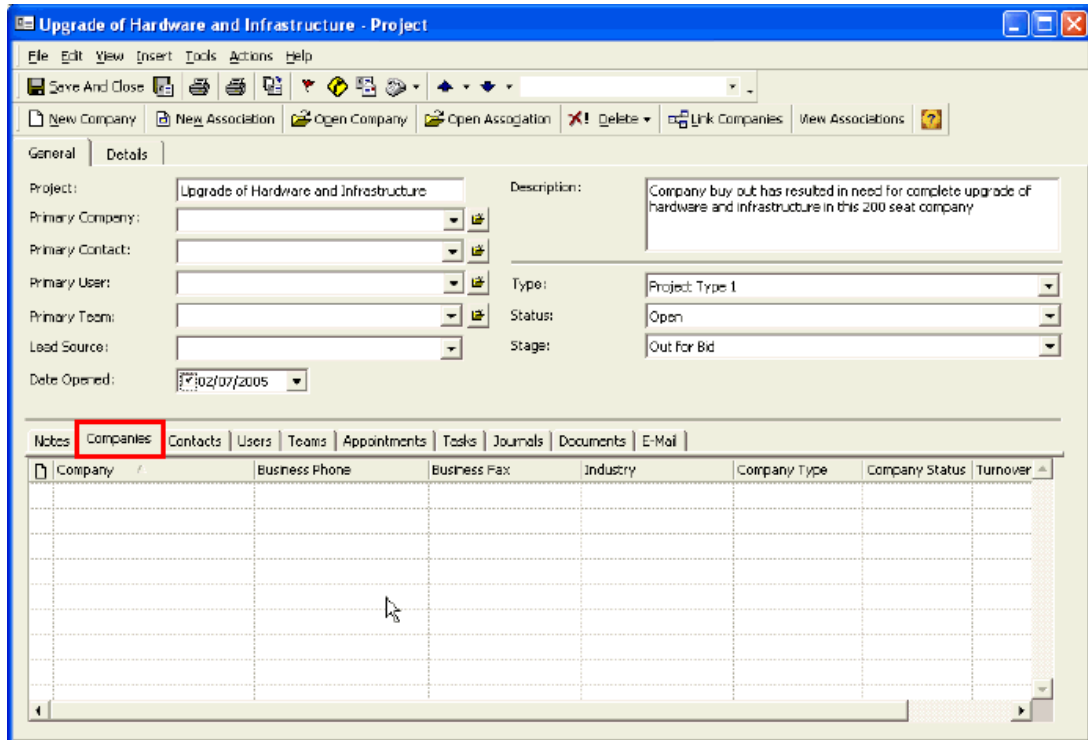 Upgrade of Hardware and Infrastructure - Project
File Edit View Insert Tools Actions Help
Save And Close
New Company New Association Open Company Open Association Delete Link Companies View Associations
General Details
Project: Upgrade of Hardware and Infrastructure Description: Company buy out has resulted in need for complete upgrade of
hardware and infrastructure in this 200 seat company
Primary Company:
Primary Contact:
Primary User: Type: Project Type 1
Primary Team: Status: Open
Lead Source: Stage: Out for Bid
Date Opened: 02/07/2005
Notes Companies Contacts Users Teams Appointments Tasks Journals Documents E-Mail
Company Business Phone Business Fax Industry Company Type Company Status Turnover